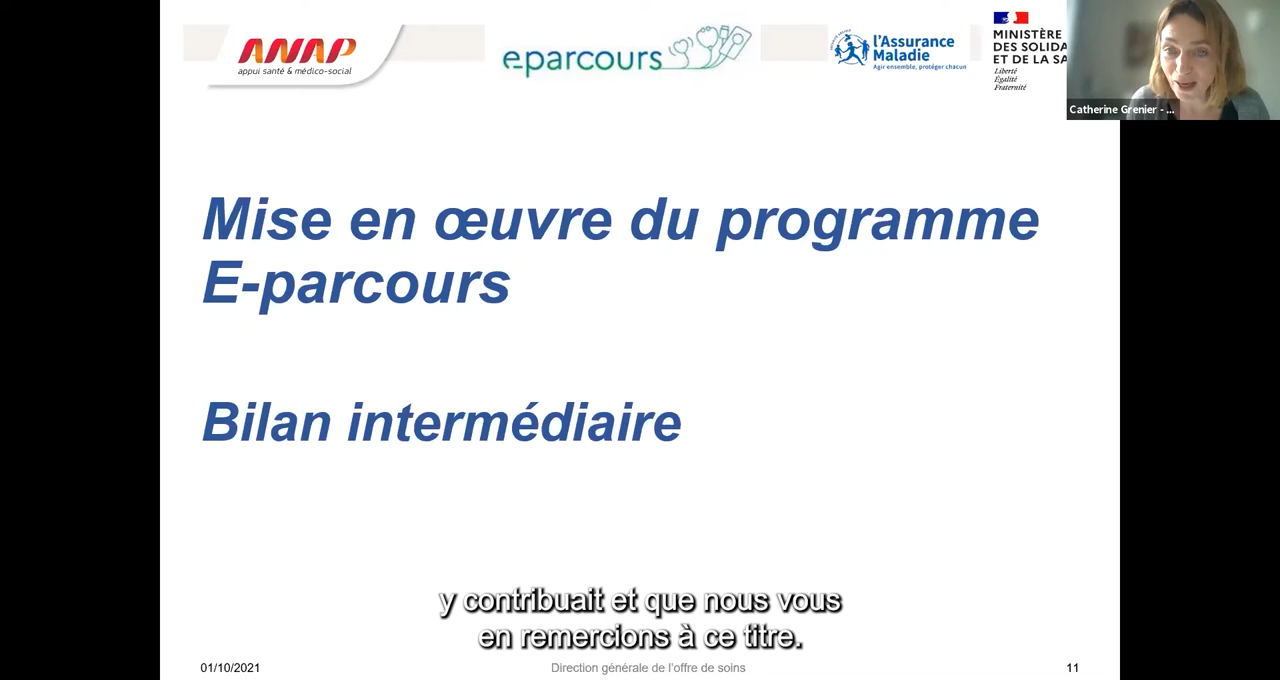 ANAP
appui santé & médico-social
e-parcours
l'Assurance
Maladie
Agir ensemble, protéger chacun
MINISTÈRE
DES SOLIDA
ET DE LA SA
Liberté
Égalité
Fraternité
Catherine Grenier - ...
Mise en œuvre du programme
E-parcours
Bilan intermédiaire
y contribuait et que nous vous
en remercions à ce titre.
01/10/2021
Direction générale de l'offre de soins
11